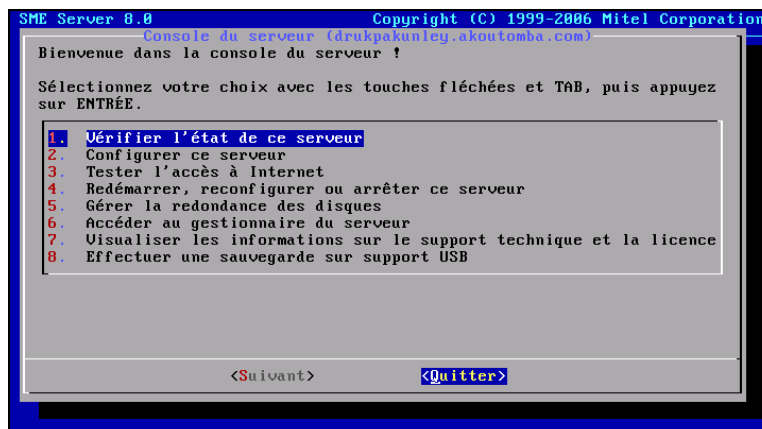 SME Server 8.0 Copyright (C) 1999-2006 Mitel Corporation
Console du serveur (drukpakunley.akoutomba.com)
Bienvenue dans la console du serveur !
Sélectionnez votre choix avec les touches fléchées et TAB, puis appuyez
sur ENTRÉE.
1. Vérifier l'état de ce serveur
2. Configurer ce serveur
3. Tester l'accès à Internet
4. Redémarrer, reconfigurer ou arrêter ce serveur
5. Gérer la redondance des disques
6. Accéder au gestionnaire du serveur
7. Visualiser les informations sur le support technique et la licence
8. Effectuer une sauvegarde sur support USB
<Suivant> <Quitter>